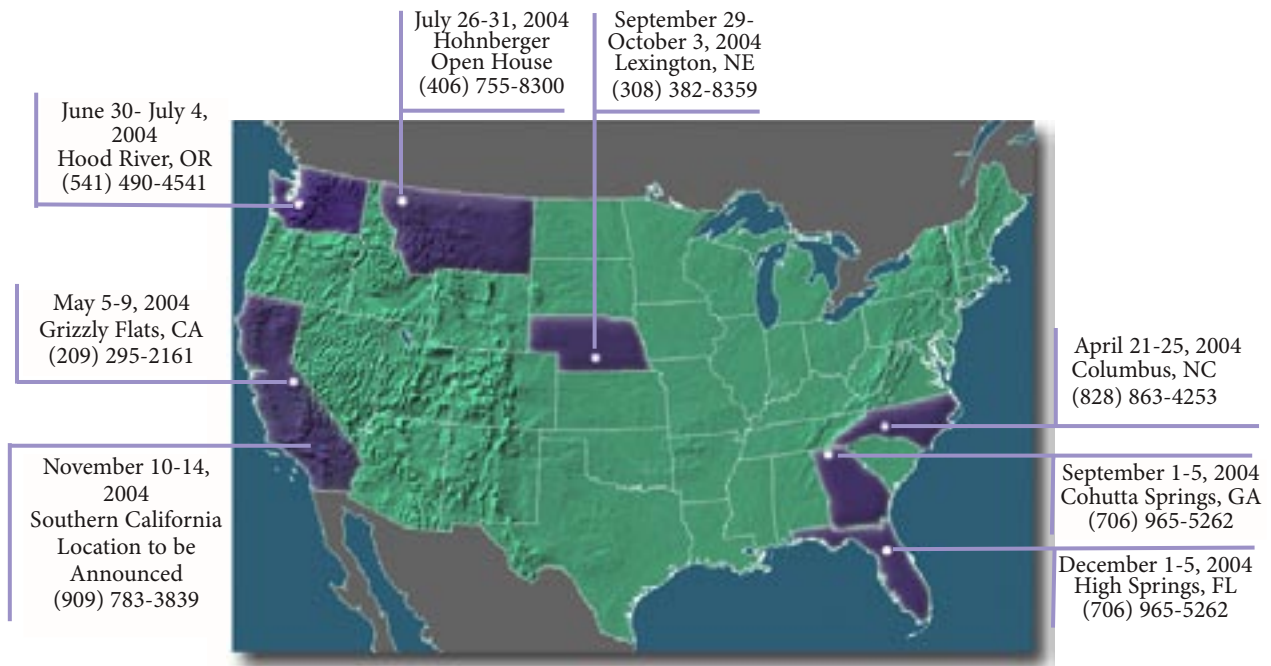 July 26-31, 2004
Hohnberger
Open House
(406) 755-8300
September 29-
October 3, 2004
Lexington, NE
(308) 382-8359
June 30- July 4,
2004
Hood River, OR
(541) 490-4541
May 5-9, 2004
Grizzly Flats, CA
(209) 295-2161
November 10-14,
2004
Southern California
Location to be
Announced
(909) 783-3839
April 21-25, 2004
Columbus, NC
(828) 863-4253
September 1-5, 2004
Cohutta Springs, GA
(706) 965-5262
December 1-5, 2004
High Springs, FL
(706) 965-5262